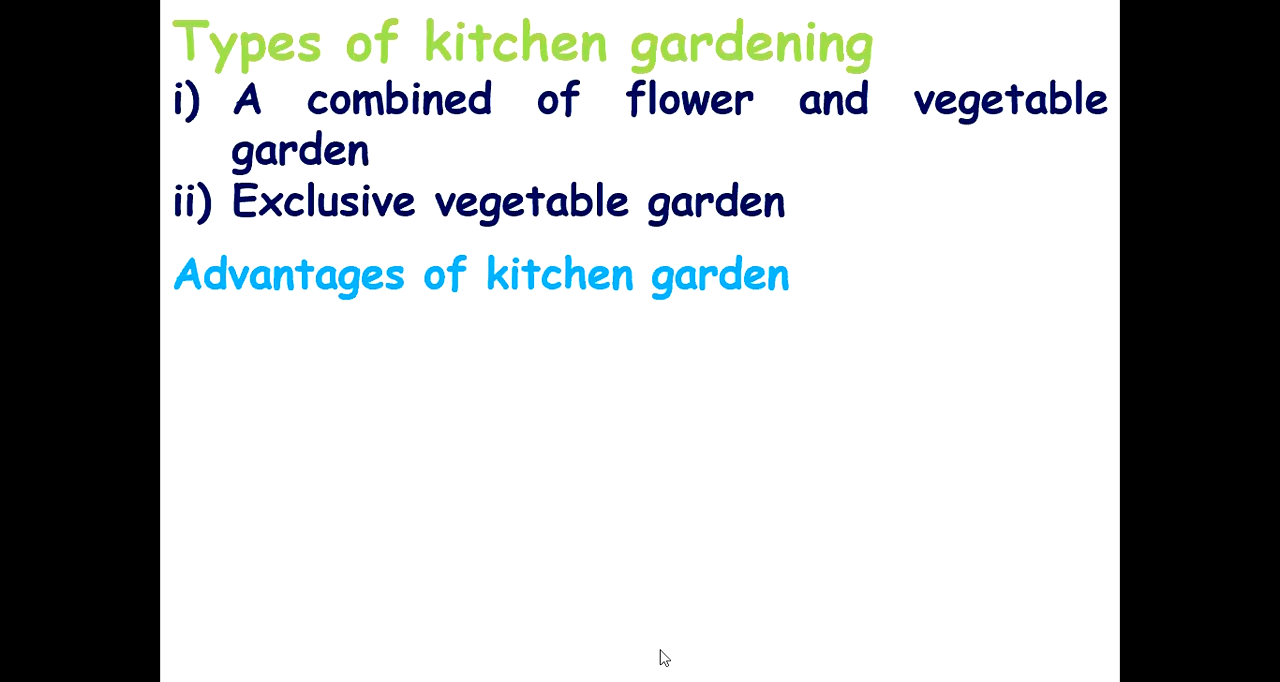 Types of kitchen gardening
i) A combined of flower and vegetable
garden
ii) Exclusive vegetable garden
Advantages of kitchen garden